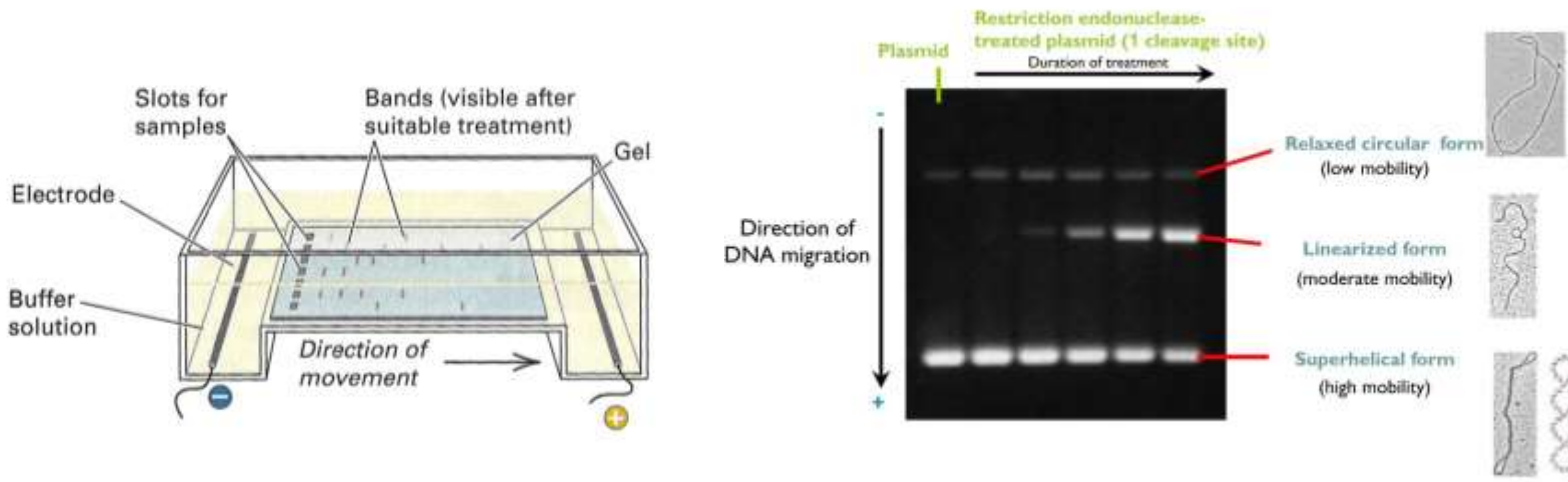 Slots for
samples
Bands (visible after
suitable treatment)
Gel
Electrode
Buffer
solution
Direction of
movement
−
+
Plasmid
Restriction endonuclease-
treated plasmid (1 cleavage site)
Duration of treatment
-
Direction of
DNA migration
+
Relaxed circular form
(low mobility)
Linearized form
(moderate mobility)
Superhelical form
(high mobility)